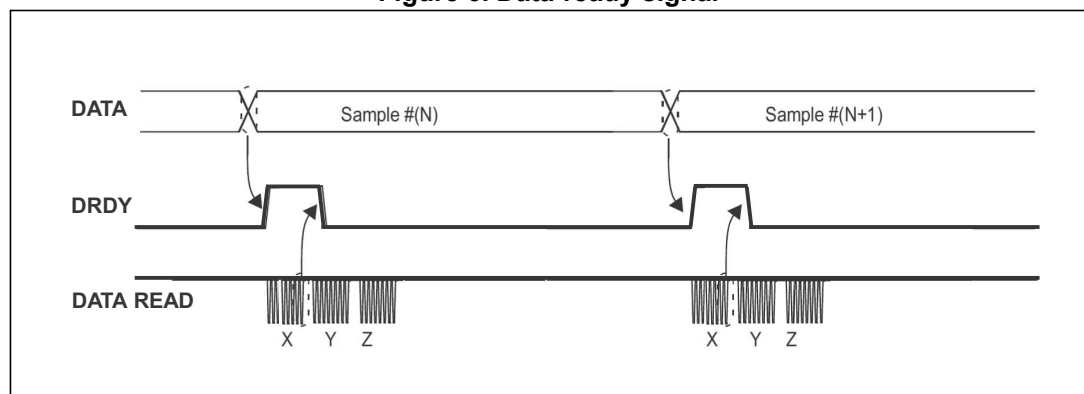 Figure 6. Data ready signal
DATA
Sample #(N)
Sample #(N+1)
DRDY
DATA READ
X Y Z
X Y Z